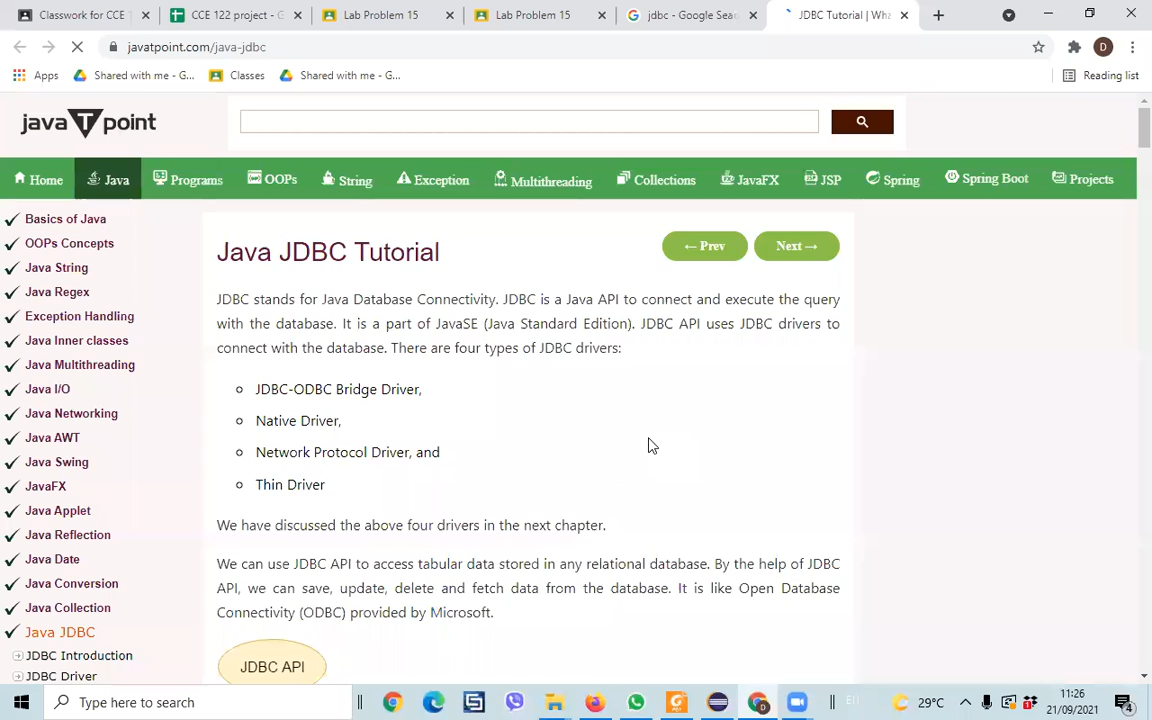 Classwork for CCE 1
CCE 122 project - G
Lab Problem 15
Lab Problem 15
jdbc - Google Sear
JDBC Tutorial | Wha
javatpoint.com/java-jdbc
D
Apps
Shared with me - G...
Classes
Shared with me - G...
Reading list
javaTpoint
Home
Java
Programs
OOPs
String
Exception
Multithreading
Collections
JavaFX
JSP
Spring
Spring Boot
Projects
Basics of Java
OOPs Concepts
Java String
Java Regex
Exception Handling
Java Inner classes
Java Multithreading
Java I/O
Java Networking
Java AWT
Java Swing
JavaFX
Java Applet
Java Reflection
Java Date
Java Conversion
Java Collection
Java JDBC
JDBC Introduction
JDBC Driver
Java JDBC Tutorial
← Prev
Next →
JDBC stands for Java Database Connectivity. JDBC is a Java API to connect and execute the query
with the database. It is a part of JavaSE (Java Standard Edition). JDBC API uses JDBC drivers to
connect with the database. There are four types of JDBC drivers:
JDBC-ODBC Bridge Driver,
Native Driver,
Network Protocol Driver, and
Thin Driver
We have discussed the above four drivers in the next chapter.
We can use JDBC API to access tabular data stored in any relational database. By the help of JDBC
API, we can save, update, delete and fetch data from the database. It is like Open Database
Connectivity (ODBC) provided by Microsoft.
JDBC API
Type here to search
29°C
11:26
21/09/2021
4